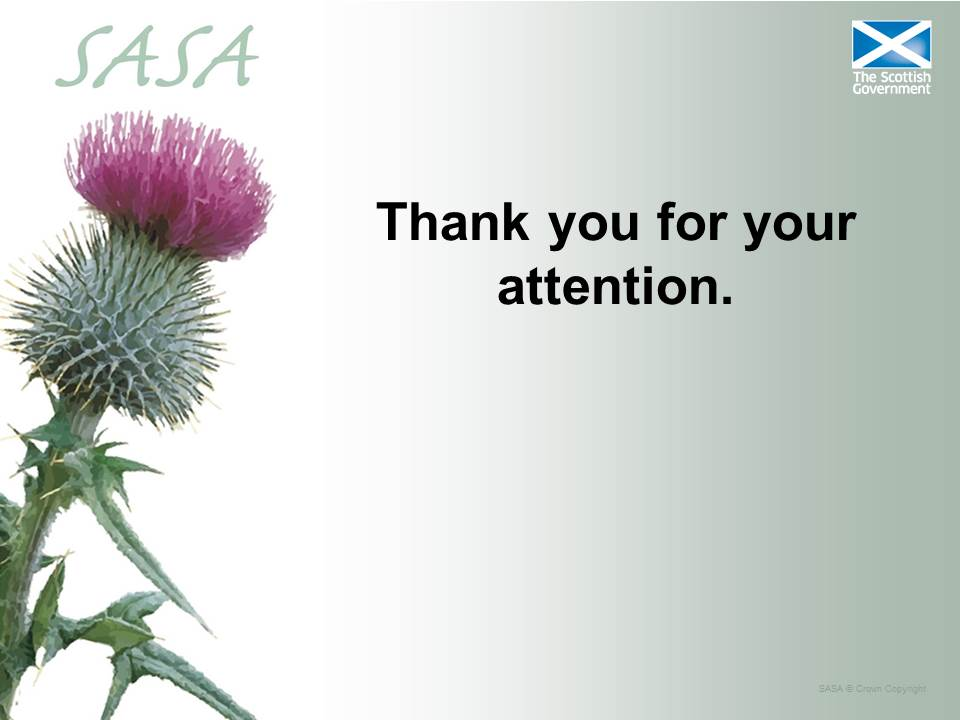 SASA
The Scottish
Government
Thank you for your
attention.
SASA © Crown Copyright